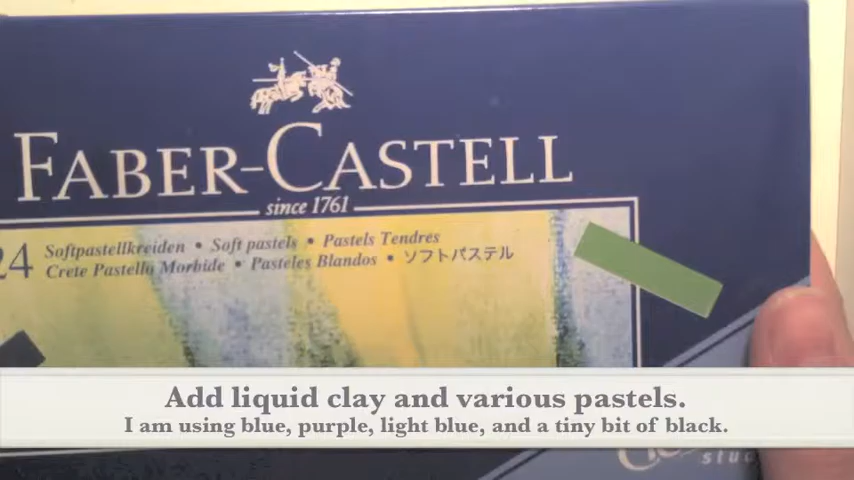 FABER-CASTELL
since 1761
24 Softpastellkreiden • Soft pastels • Pastels Tendres
Crete Pastello Morbide • Pasteles Blandos • ソフトパステル
Add liquid clay and various pastels.
I am using blue, purple, light blue, and a tiny bit of black.